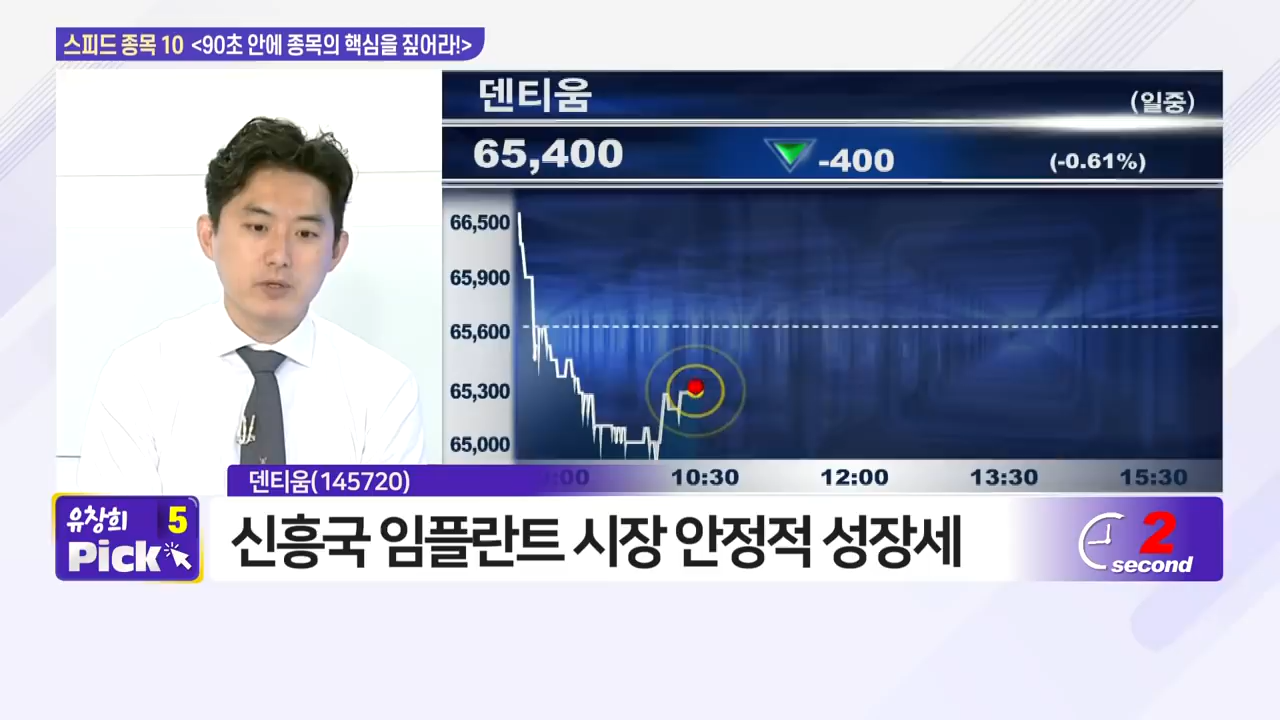 스피드 종목 10 <90초 안에 종목의 핵심을 짚어라!>
덴티움
(일중)
65,400
-400
(-0.61%)
66,500
65,900
65,600
65,300
65,000
:00
10:30
12:00
13:30
15:30
덴티움(145720)
유창희 5
Pick
신흥국 임플란트 시장 안정적 성장세
2
second